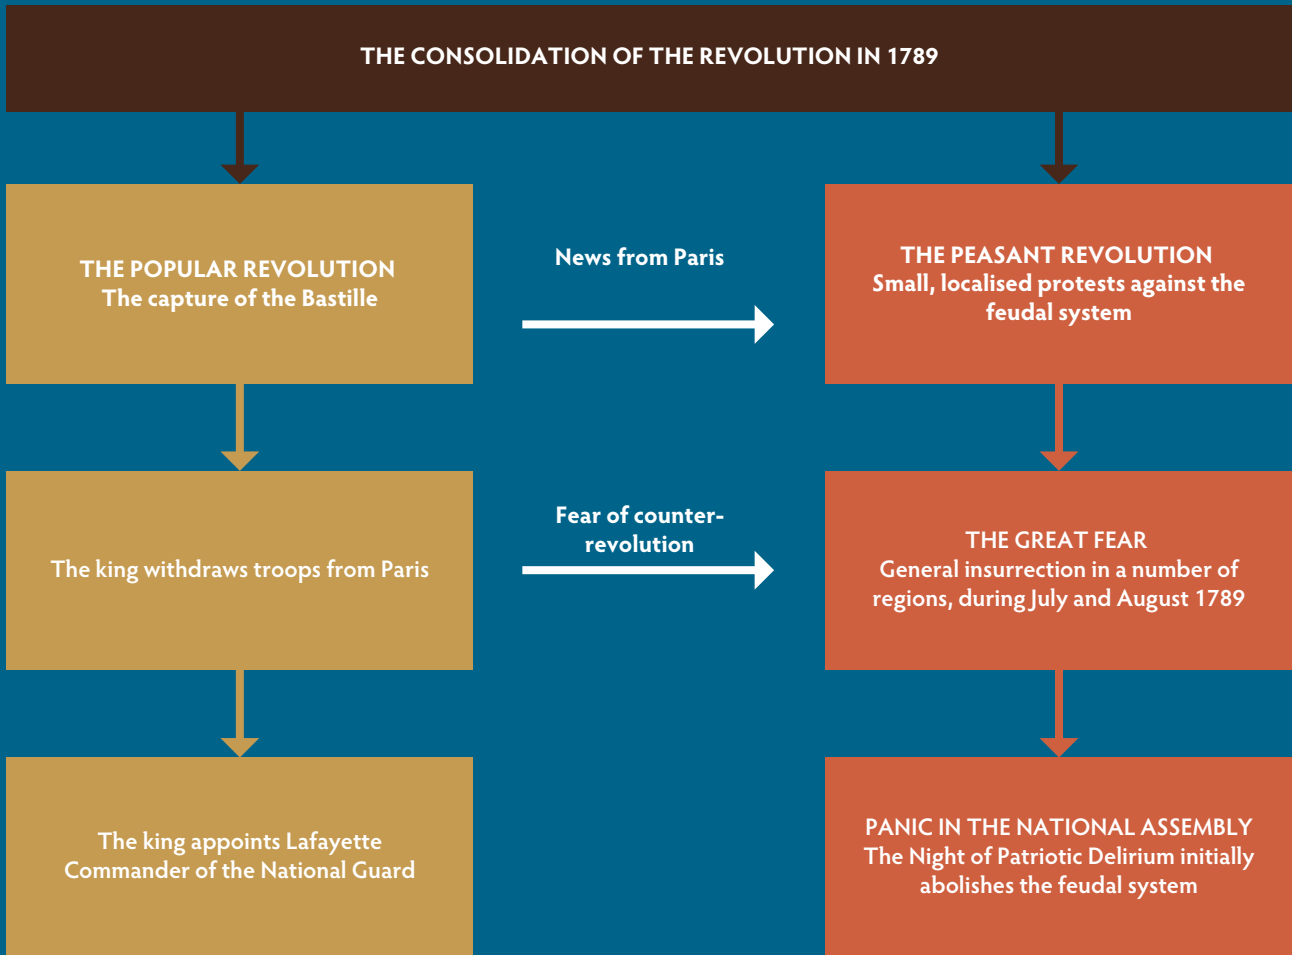 THE CONSOLIDATION OF THE REVOLUTION IN 1789
THE POPULAR REVOLUTION
The capture of the Bastille
News from Paris
THE PEASANT REVOLUTION
Small, localised protests against the
feudal system
The king withdraws troops from Paris
Fear of counter-
revolution
THE GREAT FEAR
General insurrection in a number of
regions, during July and August 1789
The king appoints Lafayette
Commander of the National Guard
PANIC IN THE NATIONAL ASSEMBLY
The Night of Patriotic Delirium initially
abolishes the feudal system